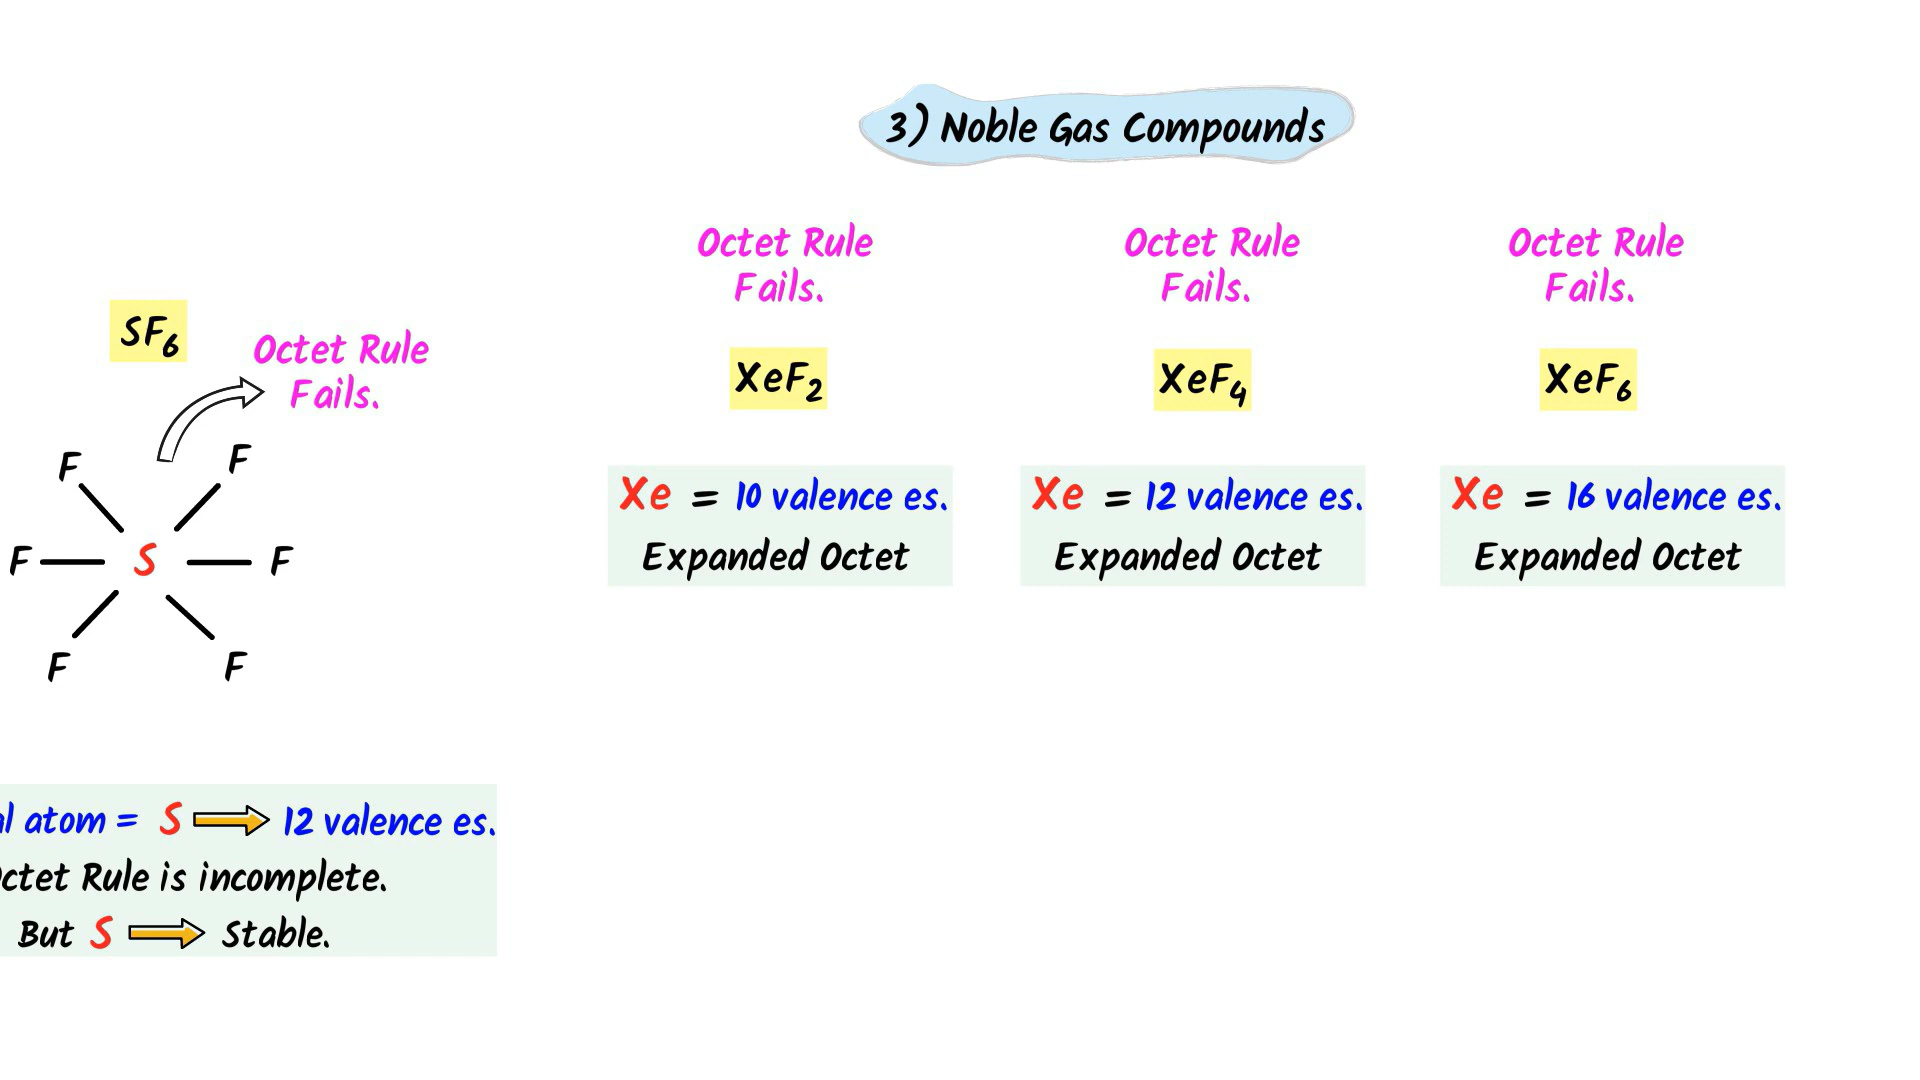 3) Noble Gas Compounds
SF₆
Octet Rule
Fails.
F
F
F
S
F
F
F
al atom = S 12 valence es.
Octet Rule is incomplete.
But S Stable.
Octet Rule
Fails.
XeF₂
Xe = 10 valence es.
Expanded Octet
Octet Rule
Fails.
XeF₄
Xe = 12 valence es.
Expanded Octet
Octet Rule
Fails.
XeF₆
Xe = 16 valence es.
Expanded Octet